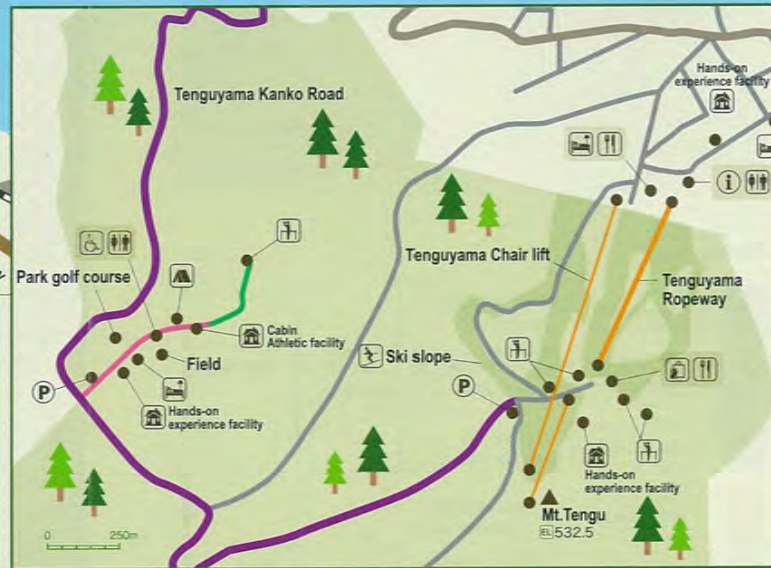 Hands-on
experience facility
Tenguyama Kanko Road
i
Tenguyama Chair lift
Tenguyama
Ropeway
Park golf course
Cabin
Athletic facility
Field
Ski slope
P
P
Hands-on
experience facility
Hands-on
experience facility
Mt.Tengu
EL 532.5
0 250m